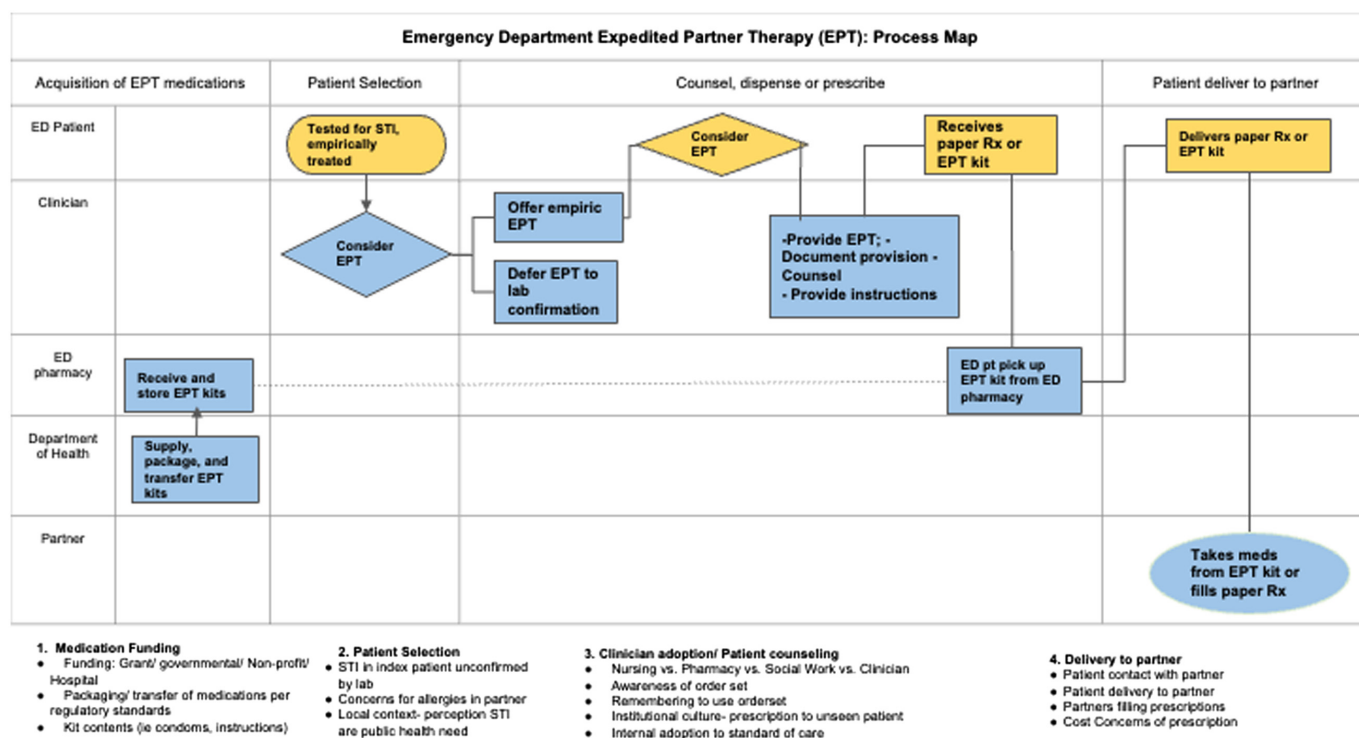 Emergency Department Expedited Partner Therapy (EPT): Process Map
Acquisition of EPT medications
Patient Selection
Counsel, dispense or prescribe
Patient deliver to partner
ED Patient
Tested for STI,
empirically
treated
Consider
EPT
Receives
paper Rx or
EPT kit
Delivers paper Rx or
EPT kit
Clinician
Consider
EPT
Offer empiric
EPT
Defer EPT to
lab
confirmation
-Provide EPT; -
Document provision -
Counsel
- Provide instructions
ED
pharmacy
Receive and
store EPT kits
ED pt pick up
EPT kit from ED
pharmacy
Department
of Health
Supply,
package, and
transfer EPT
kits
Partner
Takes meds
from EPT kit or
fills paper Rx
1. Medication Funding
● Funding: Grant/ governmental/ Non-profit/
Hospital
● Packaging/ transfer of medications per
regulatory standards
● Kit contents (ie condoms, instructions)
2. Patient Selection
● STI in index patient unconfirmed
by lab
● Concerns for allergies in partner
● Local context- perception STI
are public health need
3. Clinician adoption/ Patient counseling
● Nursing vs. Pharmacy vs. Social Work vs. Clinician
● Awareness of order set
● Remembering to use orderset
● Institutional culture- prescription to unseen patient
● Internal adoption to standard of care
4. Delivery to partner
● Patient contact with partner
● Patient delivery to partner
● Partners filling prescriptions
● Cost Concerns of prescription